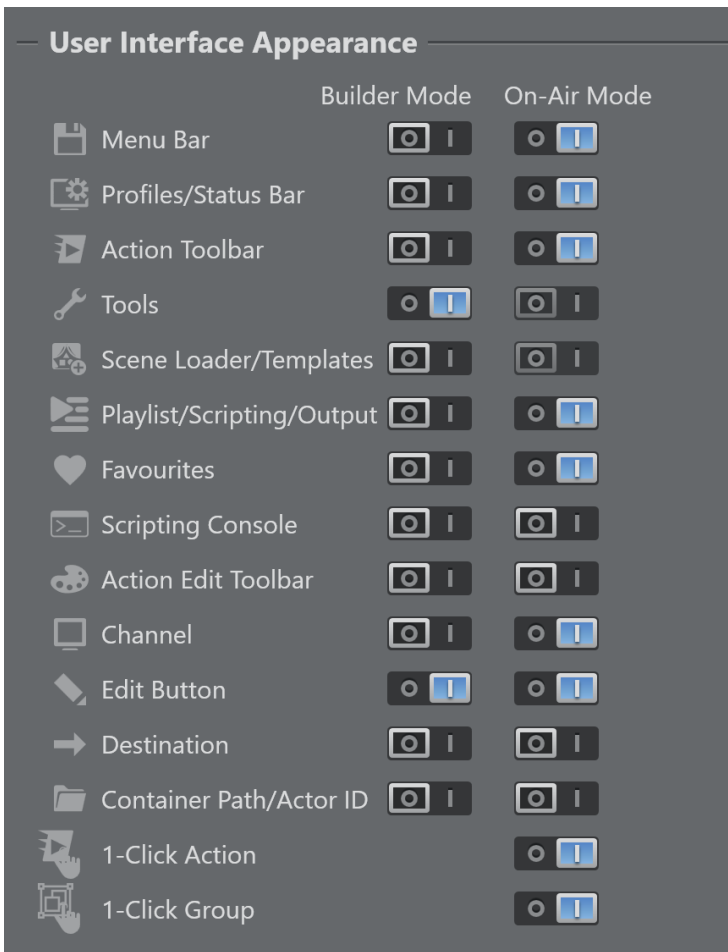 User Interface Appearance
Builder Mode On-Air Mode
Menu Bar
Profiles/Status Bar
Action Toolbar
Tools
Scene Loader/Templates
Playlist/Scripting/Output
Favourites
Scripting Console
Action Edit Toolbar
Channel
Edit Button
Destination
Container Path/Actor ID
1-Click Action
1-Click Group